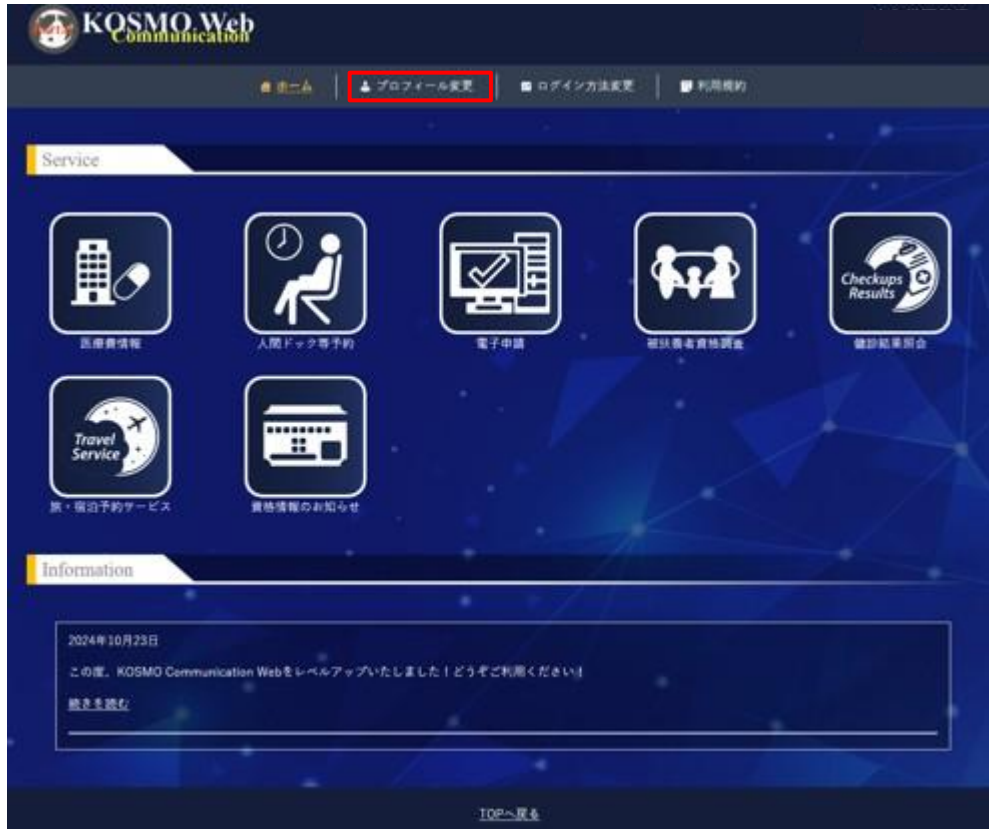 KOSMO Web
Communication
ホーム
プロフィール変更
ログイン方法変更
利用規約
Service
医療費情報
人間ドック等予約
電子申請
被扶養者資格調査
Checkups
Results
健診結果照会
Travel
Service
旅・宿泊予約サービス
資格情報のお知らせ
Information
2024年10月23日
この度、KOSMO Communication Webをレベルアップいたしました！どうぞご利用ください！
続きを読む
TOPへ戻る